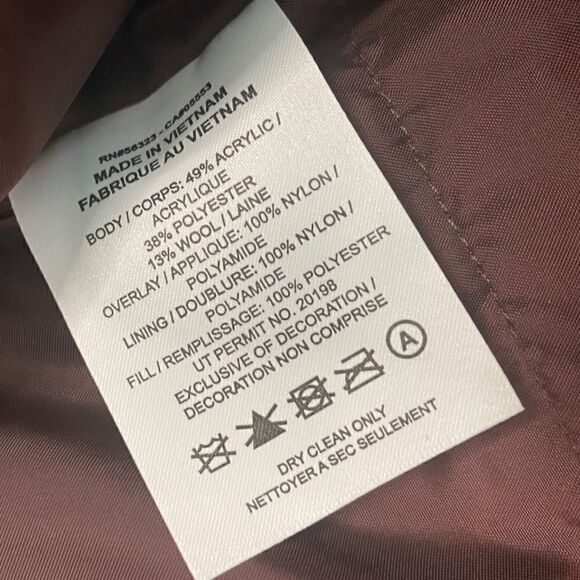 RN#56323 - CA#05553
MADE IN VIETNAM
FABRIQUE AU VIETNAM
BODY / CORPS: 49% ACRYLIC /
ACRYLIQUE
38% POLYESTER
13% WOOL / LAINE
OVERLAY / APPLIQUE: 100% NYLON /
POLYAMIDE
LINING / DOUBLURE: 100% NYLON /
POLYAMIDE
FILL / REMPLISSAGE: 100% POLYESTER
UT PERMIT NO. 20198
EXCLUSIVE OF DECORATION /
DECORATION NON COMPRISE
A
DRY CLEAN ONLY
NETTOYER A SEC SEULEMENT